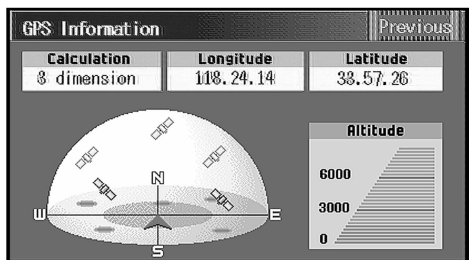 GPS Information
Previous
Calculation
3 dimension
Longitude
118.24.14
Latitude
33.57.26
N
W
E
S
Altitude
6000
3000
0